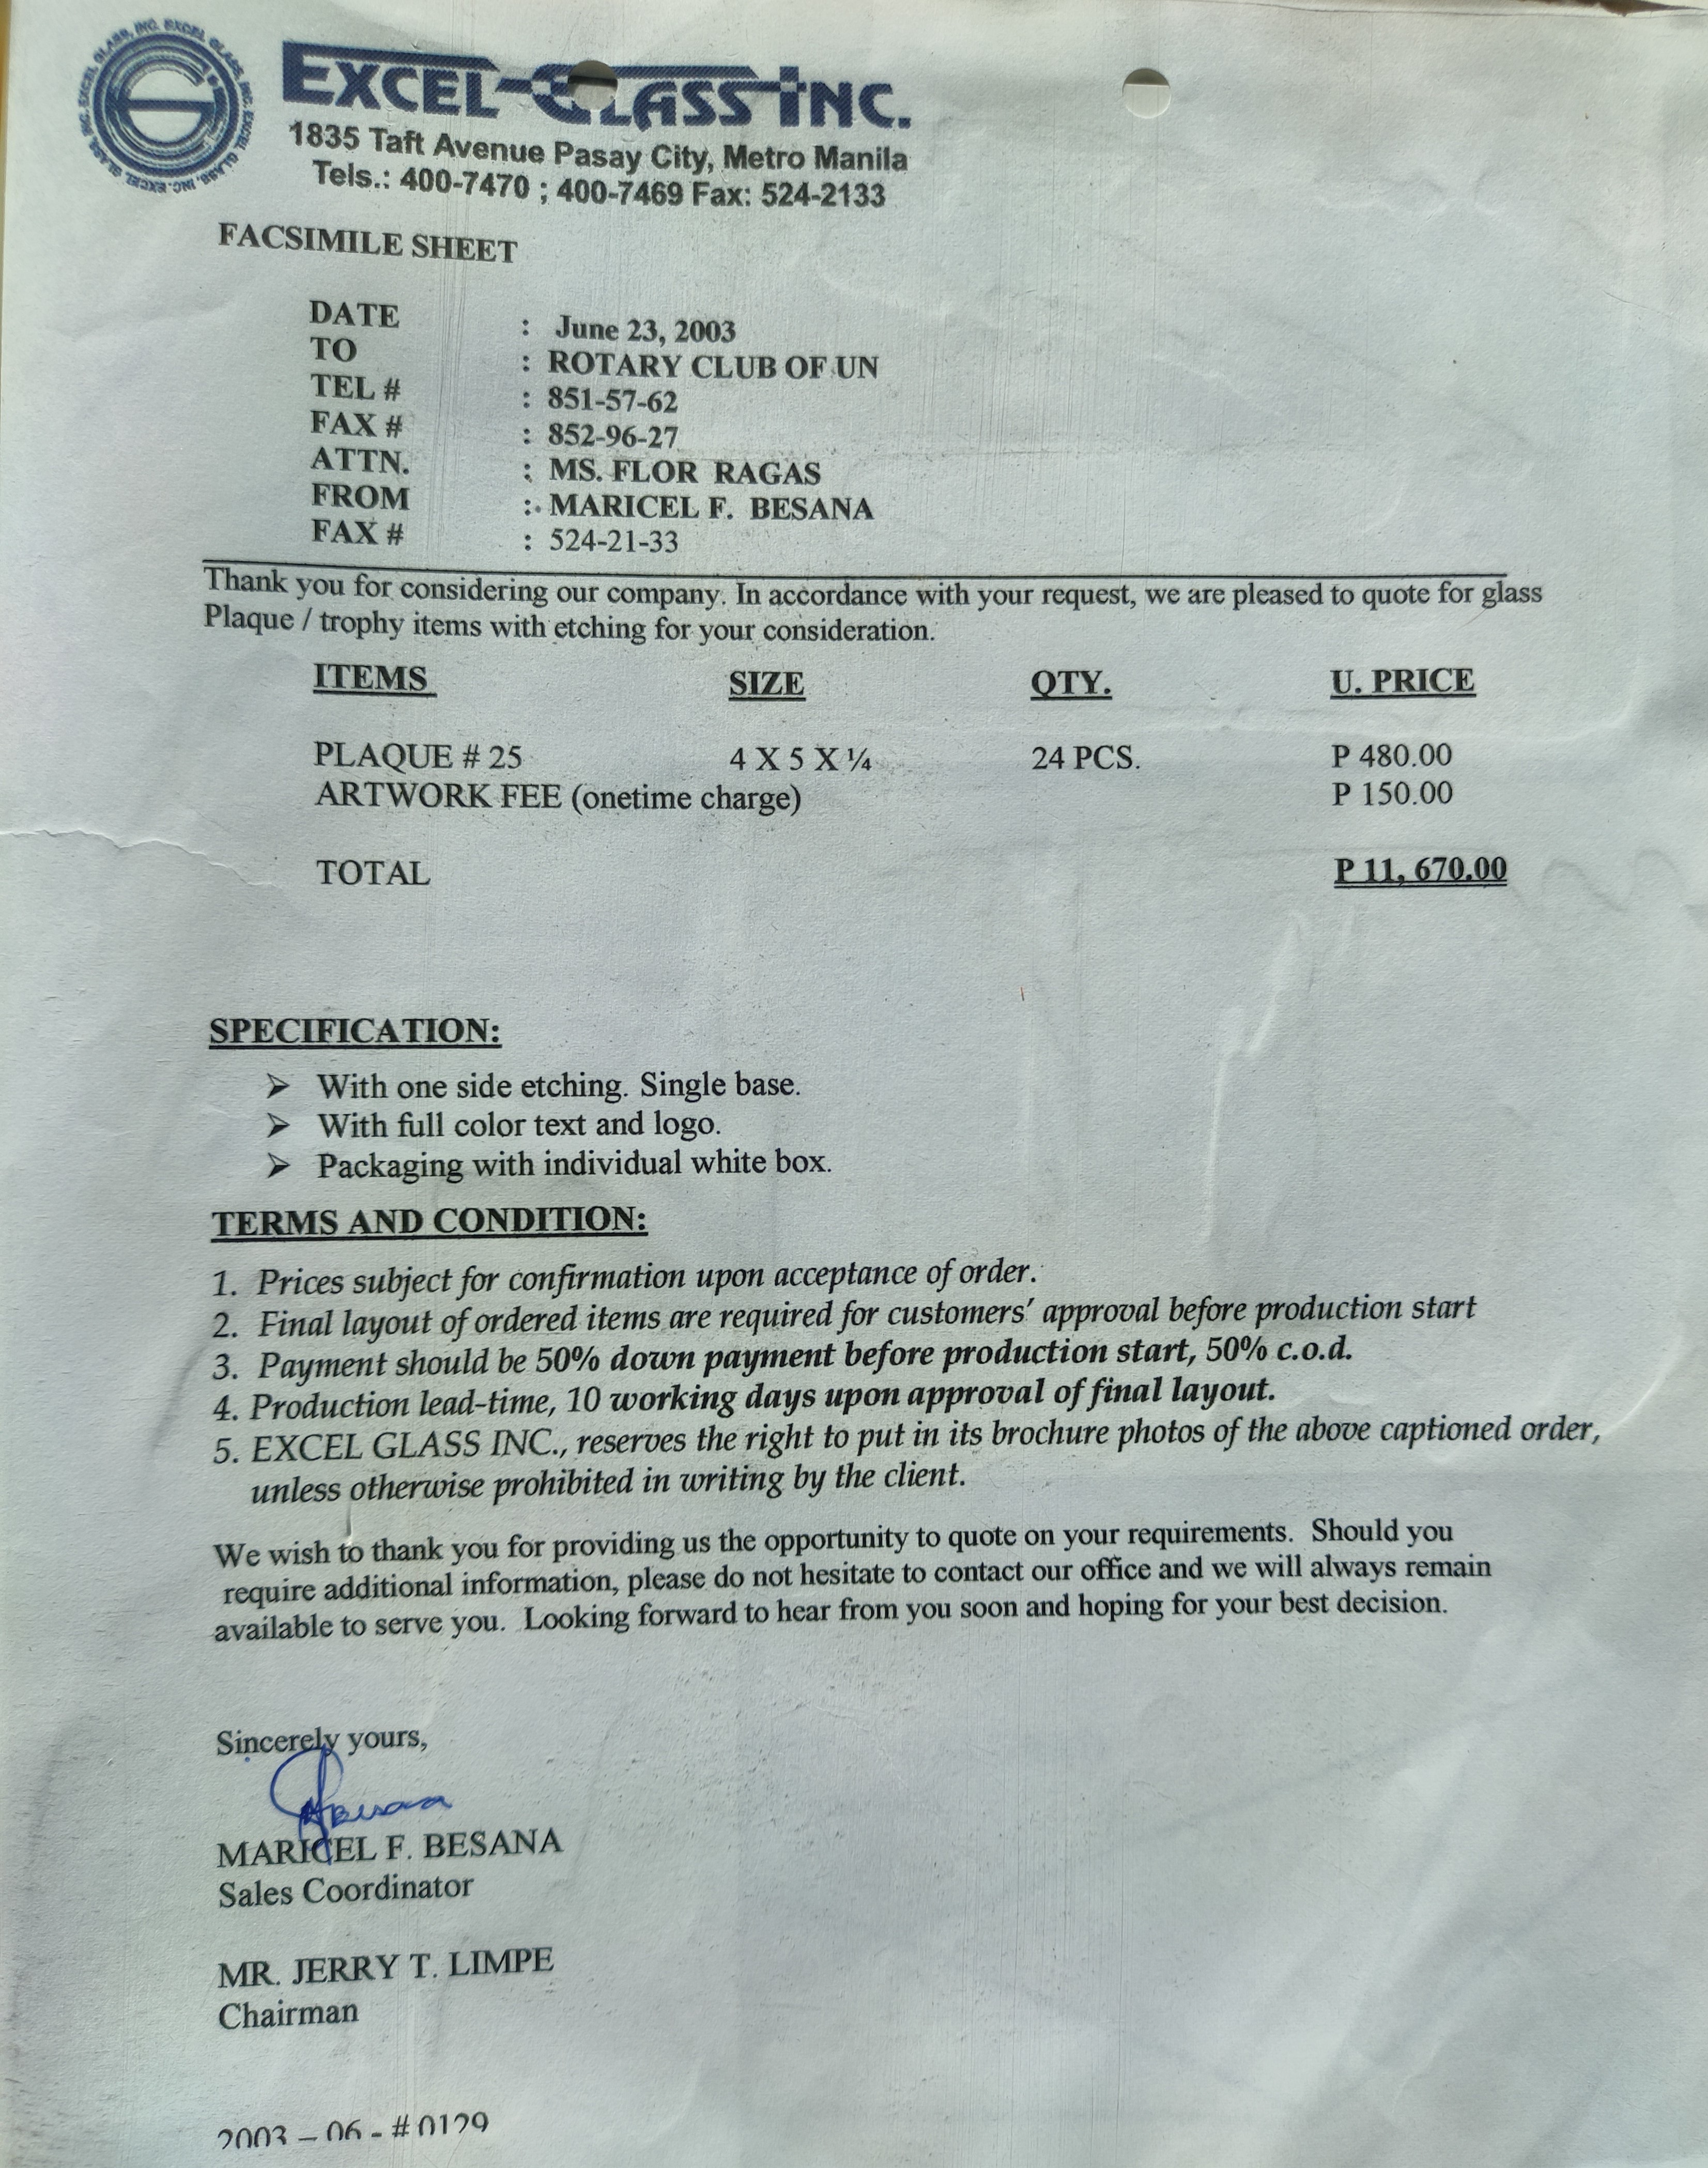 EXCEL-GLASS INC.
1835 Taft Avenue Pasay City, Metro Manila
Tels.: 400-7470 ; 400-7469 Fax: 524-2133
FACSIMILE SHEET
DATE : June 23, 2003
TO : ROTARY CLUB OF UN
TEL # : 851-57-62
FAX # : 852-96-27
ATTN. : MS. FLOR RAGAS
FROM : MARICEL F. BESANA
FAX # : 524-21-33
Thank you for considering our company. In accordance with your request, we are pleased to quote for glass
Plaque / trophy items with etching for your consideration.
ITEMS SIZE QTY. U. PRICE
PLAQUE # 25 4 X 5 X ¼ 24 PCS. P 480.00
ARTWORK FEE (onetime charge) P 150.00
TOTAL P 11, 670.00
SPECIFICATION:
➢ With one side etching. Single base.
➢ With full color text and logo.
➢ Packaging with individual white box.
TERMS AND CONDITION:
1. Prices subject for confirmation upon acceptance of order.
2. Final layout of ordered items are required for customers' approval before production start
3. Payment should be 50% down payment before production start, 50% c.o.d.
4. Production lead-time, 10 working days upon approval of final layout.
5. EXCEL GLASS INC., reserves the right to put in its brochure photos of the above captioned order,
unless otherwise prohibited in writing by the client.
We wish to thank you for providing us the opportunity to quote on your requirements. Should you
require additional information, please do not hesitate to contact our office and we will always remain
available to serve you. Looking forward to hear from you soon and hoping for your best decision.
Sincerely yours,
MARICEL F. BESANA
Sales Coordinator
MR. JERRY T. LIMPE
Chairman
2003 – 06 - # 0129